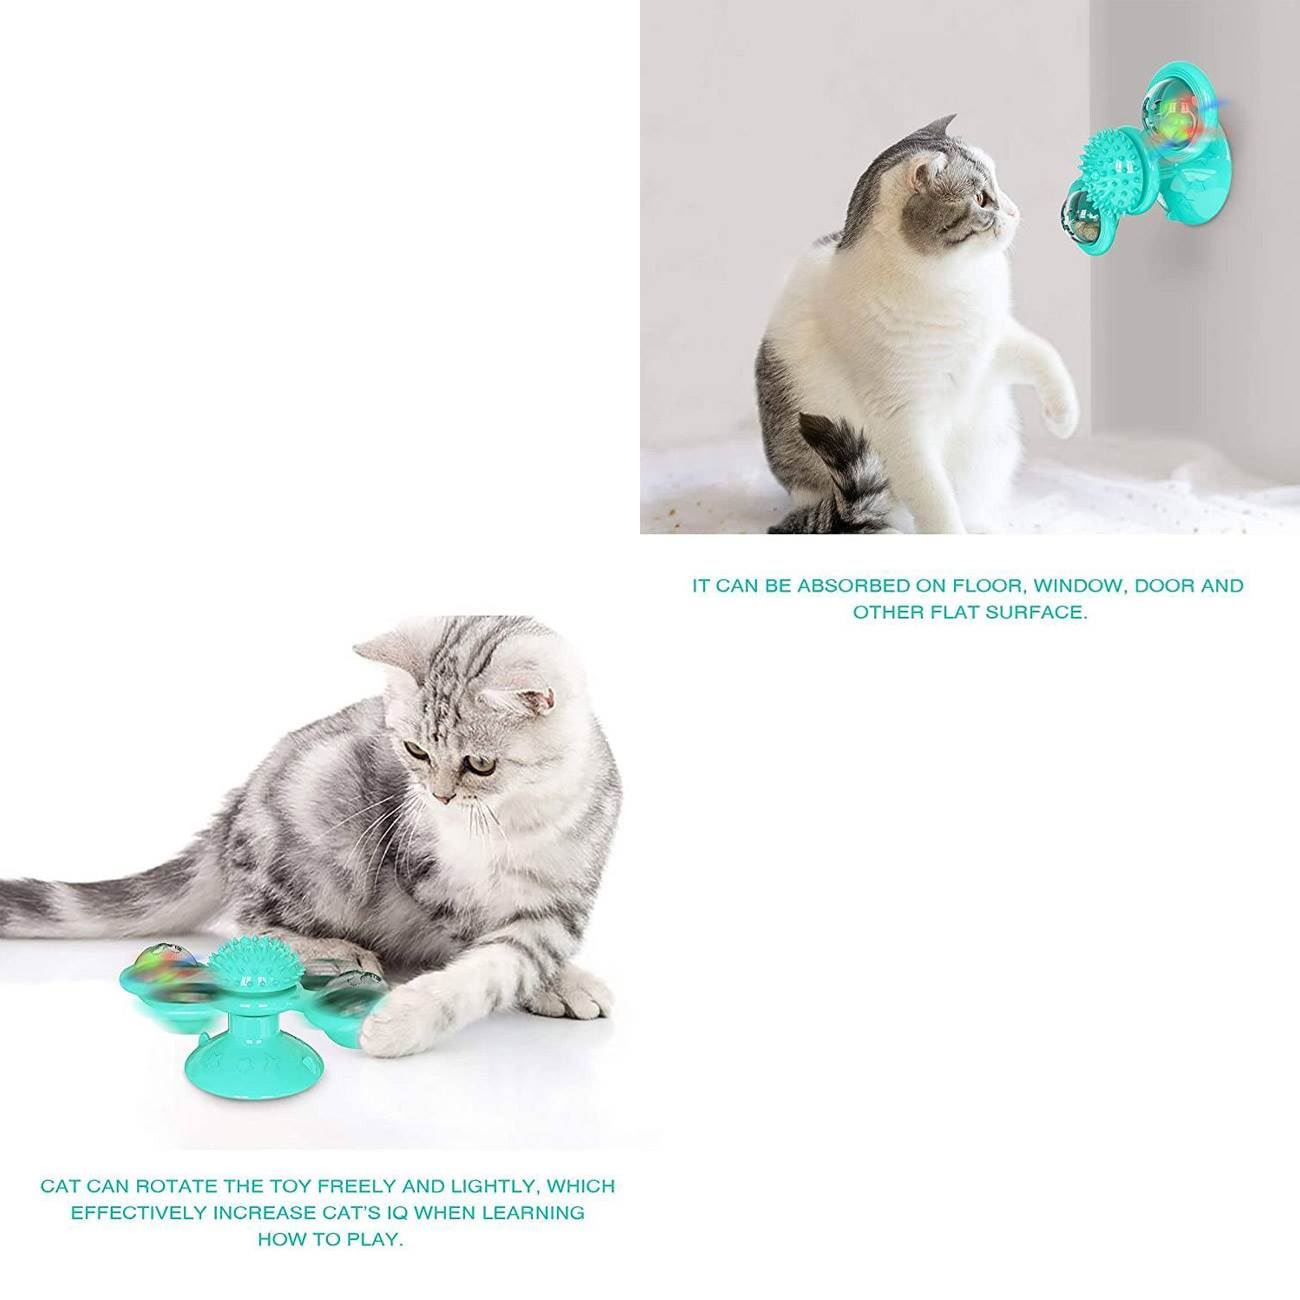 IT CAN BE ABSORBED ON FLOOR, WINDOW, DOOR AND
OTHER FLAT SURFACE.
CAT CAN ROTATE THE TOY FREELY AND LIGHTLY, WHICH
EFFECTIVELY INCREASE CAT'S IQ WHEN LEARNING
HOW TO PLAY.